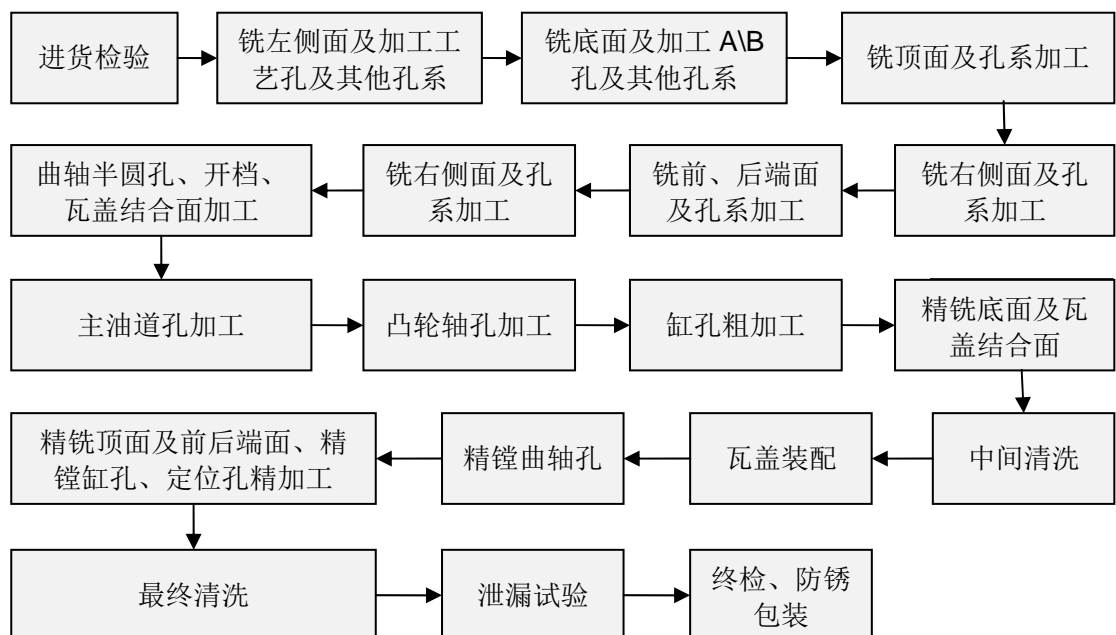 进货检验
铣左侧面及加工工
艺孔及其他孔系
铣底面及加工 A\B
孔及其他孔系
铣顶面及孔系加工
铣右侧面及孔
系加工
铣前、后端面
及孔系加工
铣右侧面及孔
系加工
曲轴半圆孔、开档、
瓦盖结合面加工
主油道孔加工
凸轮轴孔加工
缸孔粗加工
精铣底面及瓦
盖结合面
中间清洗
瓦盖装配
精镗曲轴孔
精铣顶面及前后端面、精
镗缸孔、定位孔精加工
最终清洗
泄漏试验
终检、防锈
包装